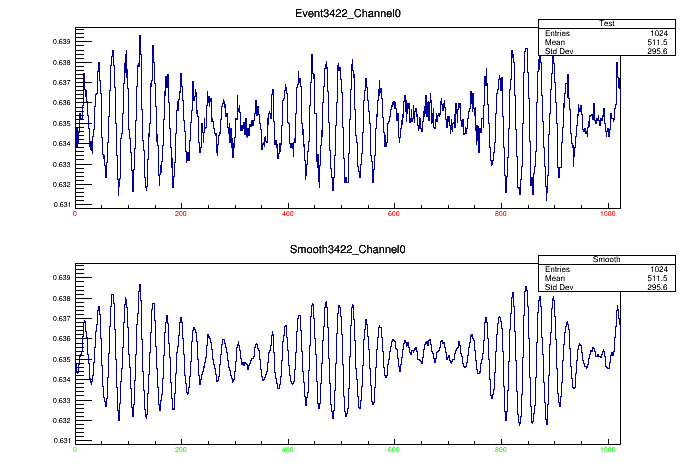 Event3422_Channel0
Test
Entries 1024
Mean 511.5
Std Dev 295.6
0.639
0.638
0.637
0.636
0.635
0.634
0.633
0.632
0.631
0 200 400 600 800 1000
Smooth3422_Channel0
Smooth
Entries 1024
Mean 511.5
Std Dev 295.6
0.639
0.638
0.637
0.636
0.635
0.634
0.633
0.632
0.631
0 200 400 600 800 1000